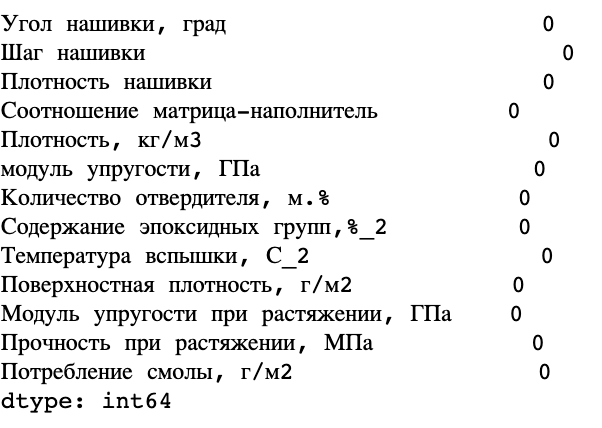 Угол нашивки, град 0
Шаг нашивки 0
Плотность нашивки 0
Соотношение матрица-наполнитель 0
Плотность, кг/м3 0
модуль упругости, ГПа 0
Количество отвердителя, м.% 0
Содержание эпоксидных групп,%_2 0
Температура вспышки, С_2 0
Поверхностная плотность, г/м2 0
Модуль упругости при растяжении, ГПа 0
Прочность при растяжении, МПа 0
Потребление смолы, г/м2 0
dtype: int64